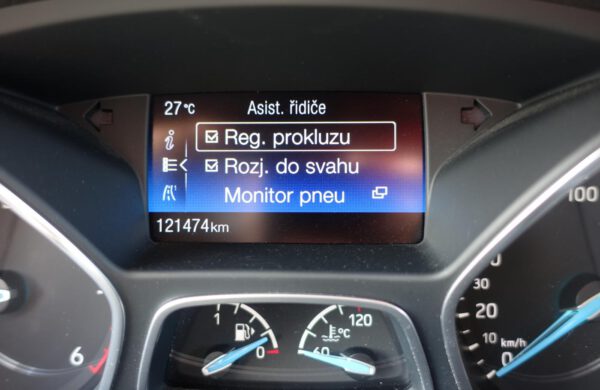 27°C Asist. řidiče
Reg. prokluzu
Rozj. do svahu
Monitor pneu
121474km
6
1 0
°C 120
60
100
30
20
10
0
km/h